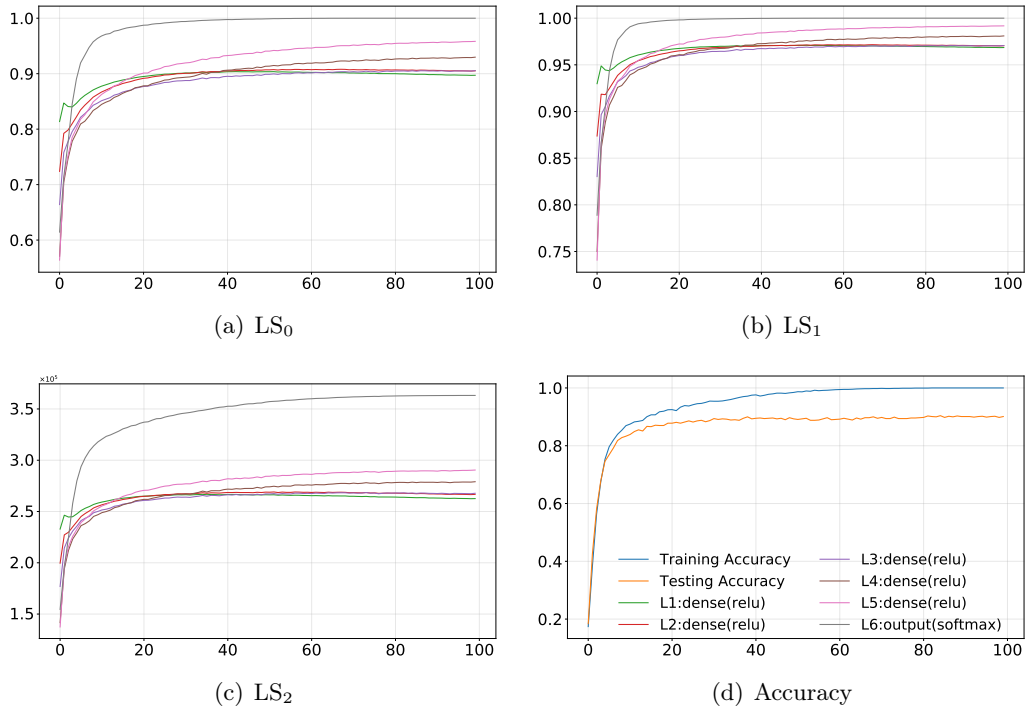 1.0
0.9
0.8
0.7
0.6
0 20 40 60 80 100
(a) LS₀
1.00
0.95
0.90
0.85
0.80
0.75
0 20 40 60 80 100
(b) LS₁
×10⁵
3.5
3.0
2.5
2.0
1.5
0 20 40 60 80 100
(c) LS₂
1.0
0.8
0.6
0.4
0.2
Training Accuracy
Testing Accuracy
L1:dense(relu)
L2:dense(relu)
L3:dense(relu)
L4:dense(relu)
L5:dense(relu)
L6:output(softmax)
0 20 40 60 80 100
(d) Accuracy